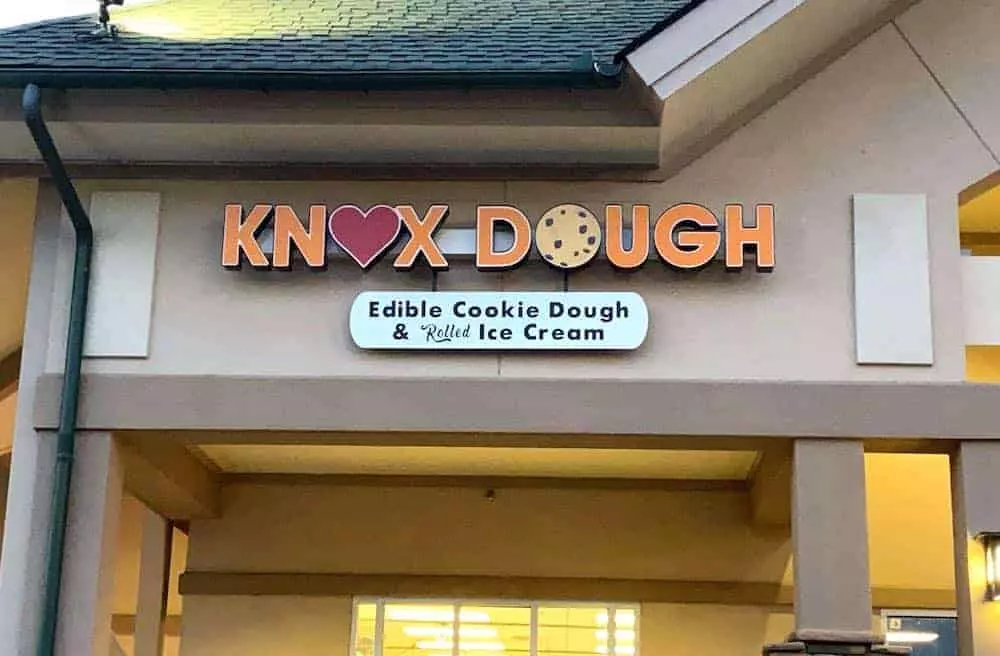 KNOX DOUGH
Edible Cookie Dough
& Rolled Ice Cream